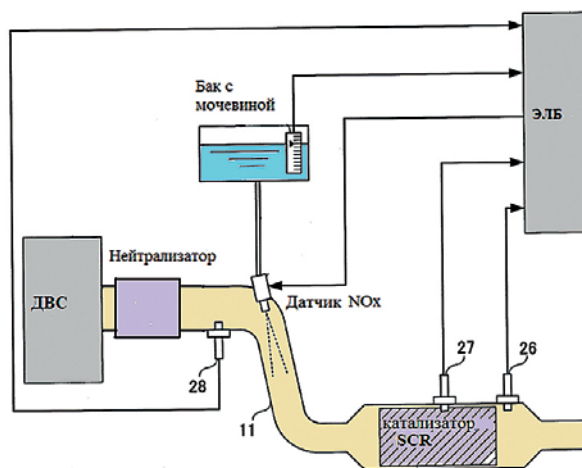 Бак с
мочевиной
ЭЛБ
Нейтрализатор
ДВС
Датчик NOx
28
11
27
26
катализатор
SCR